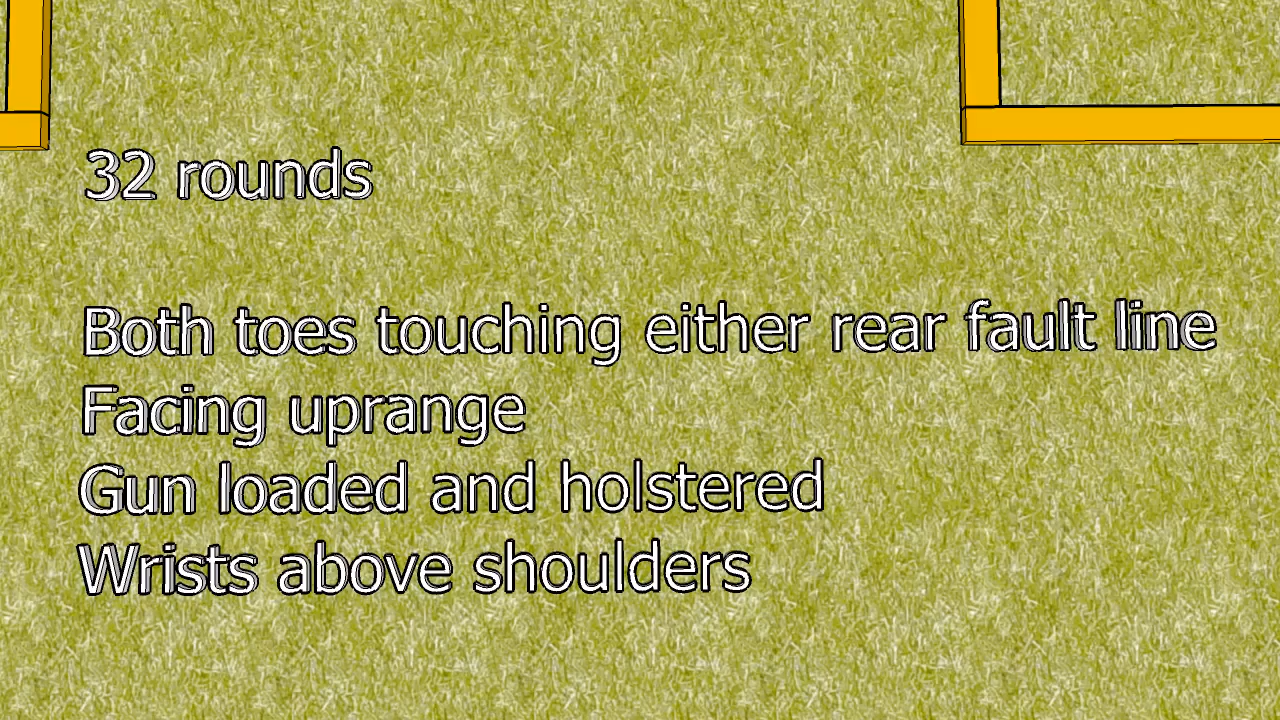 32 rounds
Both toes touching either rear fault line
Facing uprange
Gun loaded and holstered
Wrists above shoulders